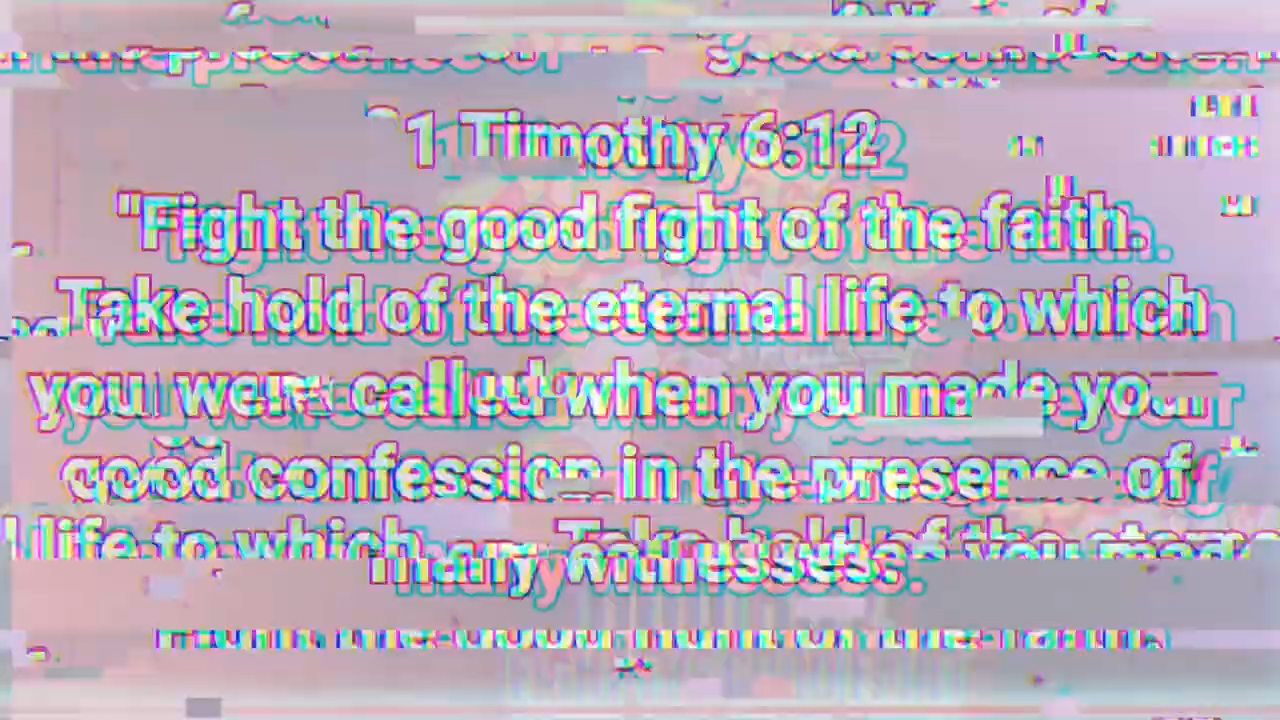 1 Timothy 6:12
"Fight the good fight of the faith.
Take hold of the eternal life to which
you were called when you made your
good confession in the presence of
many witnesses.